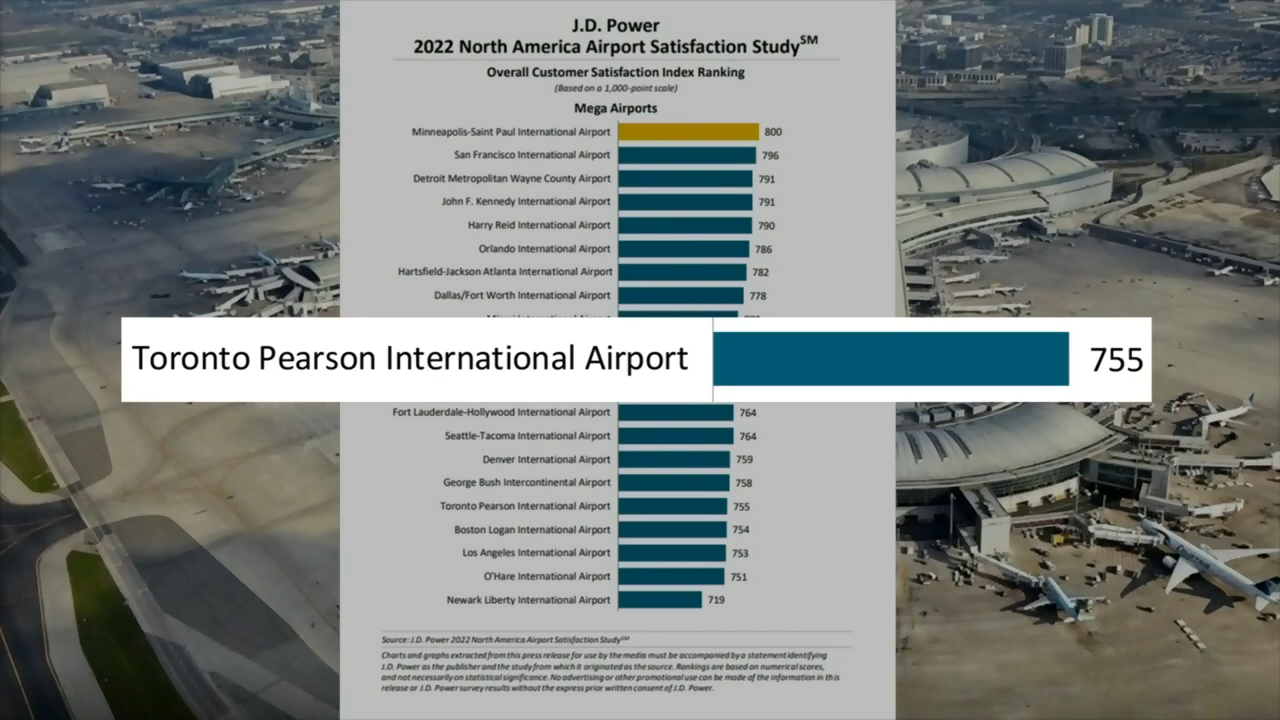 J.D. Power
2022 North America Airport Satisfaction StudySM
Overall Customer Satisfaction Index Ranking
(Based on a 1,000-point scale)
Mega Airports
Minneapolis-Saint Paul International Airport 800
San Francisco International Airport 796
Detroit Metropolitan Wayne County Airport 791
John F. Kennedy International Airport 791
Harry Reid International Airport 790
Orlando International Airport 786
Hartsfield-Jackson Atlanta International Airport 782
Dallas/Fort Worth International Airport 778
Toronto Pearson International Airport 755
Fort Lauderdale-Hollywood International Airport 764
Seattle-Tacoma International Airport 764
Denver International Airport 759
George Bush Intercontinental Airport 758
Toronto Pearson International Airport 755
Boston Logan International Airport 754
Los Angeles International Airport 753
O'Hare International Airport 751
Newark Liberty International Airport 719
Source: J.D. Power 2022 North America Airport Satisfaction StudySM
Charts and graphs extracted from this press release for use by the media must be accompanied by a statement identifying
J.D. Power as the publisher and the study from which it originated as the source. Rankings are based on numerical scores,
and not necessarily on statistical significance. No advertising or other promotional use can be made of the information in this
release or J.D. Power survey results without the express prior written consent of J.D. Power.